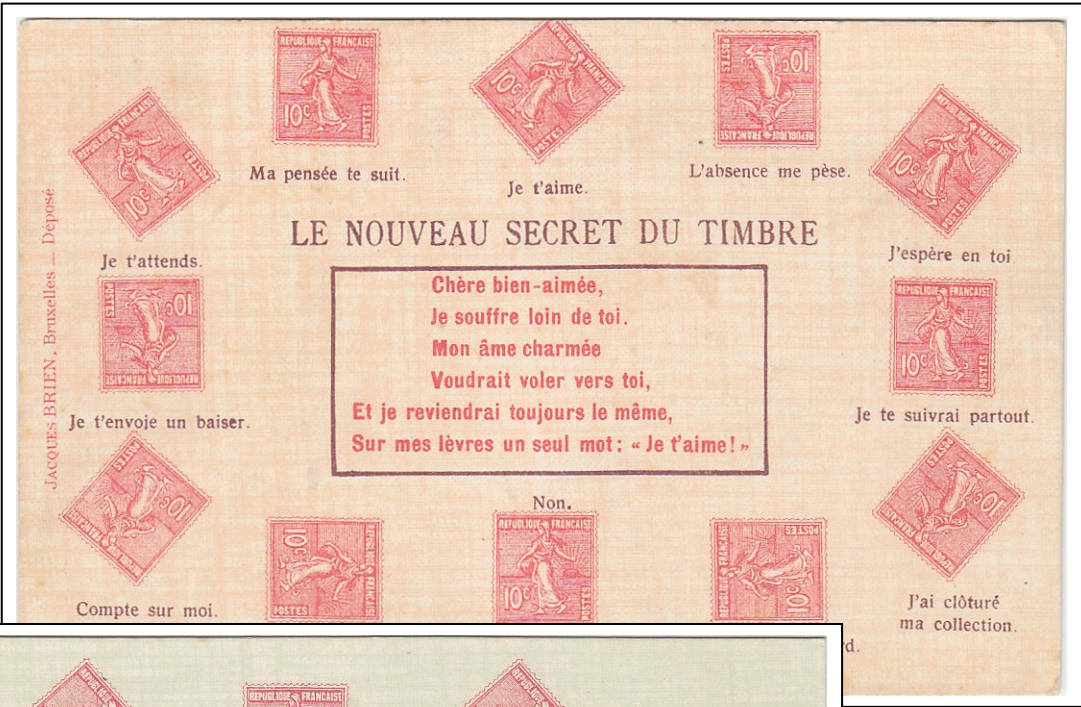 REPUBLIQUE FRANÇAISE
10c
POSTES
Ma pensée te suit.
Je t'aime.
L'absence me pèse.
Je t'attends.
J'espère en toi.
LE NOUVEAU SECRET DU TIMBRE
Chère bien-aimée,
Je souffre loin de toi.
Mon âme charmée
Voudrait voler vers toi,
Et je reviendrai toujours le même,
Sur mes lèvres un seul mot: « Je t'aime! »
Je t'envoie un baiser.
Je te suivrai partout.
Non.
Compte sur moi.
J'ai clôturé
ma collection.
JACQUES BRIEN, Bruxelles — Déposé
REPUBLIQUE FRANÇAISE